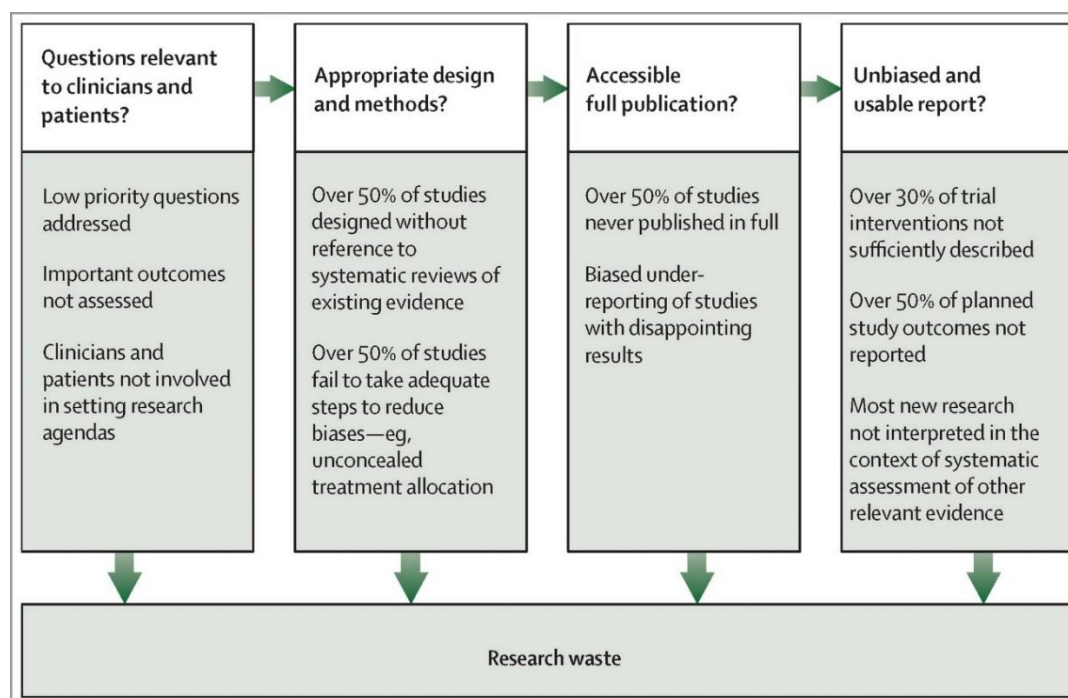 Questions relevant
to clinicians and
patients?
Low priority questions
addressed
Important outcomes
not assessed
Clinicians and
patients not involved
in setting research
agendas
Appropriate design
and methods?
Over 50% of studies
designed without
reference to
systematic reviews of
existing evidence
Over 50% of studies
fail to take adequate
steps to reduce
biases—eg,
unconcealed
treatment allocation
Accessible
full publication?
Over 50% of studies
never published in full
Biased under-
reporting of studies
with disappointing
results
Unbiased and
usable report?
Over 30% of trial
interventions not
sufficiently described
Over 50% of planned
study outcomes not
reported
Most new research
not interpreted in the
context of systematic
assessment of other
relevant evidence
Research waste